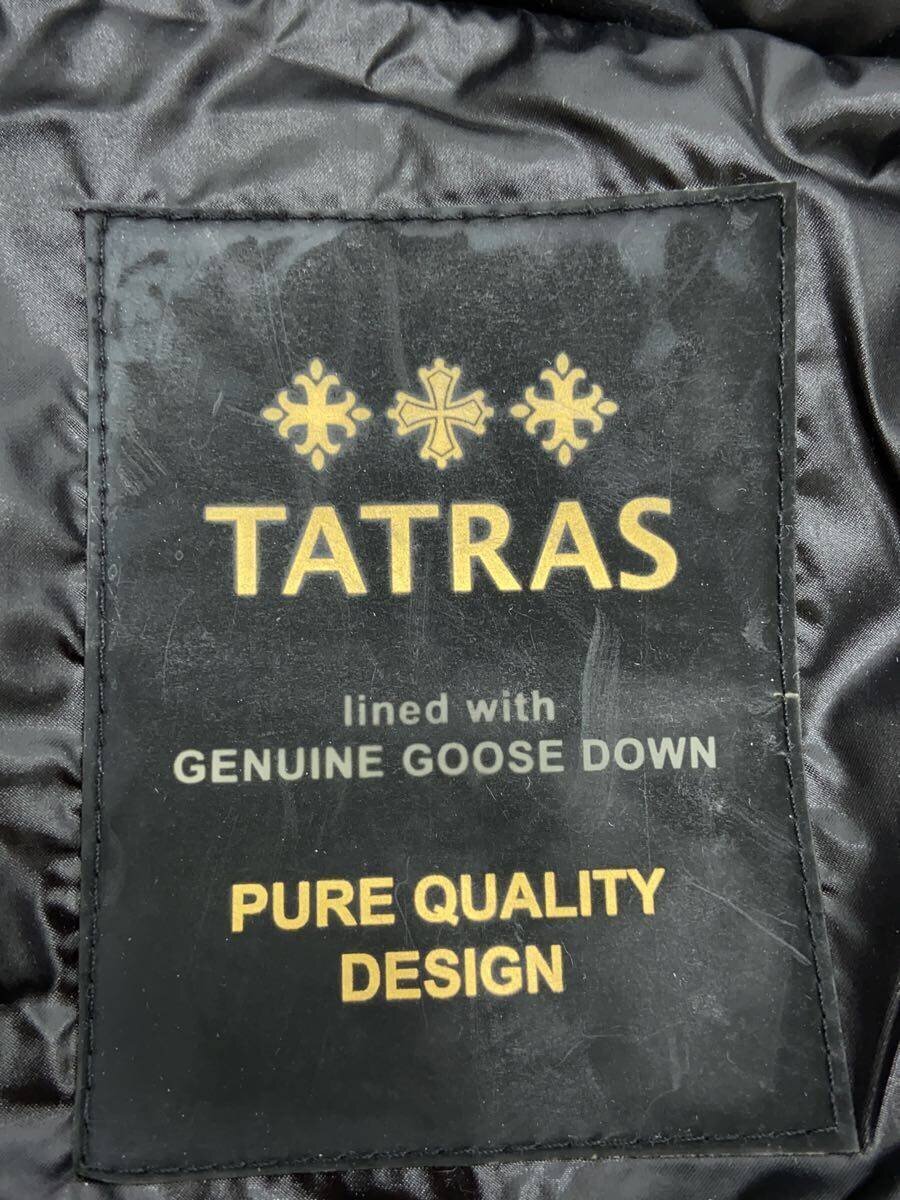 TATRAS
lined with
GENUINE GOOSE DOWN
PURE QUALITY
DESIGN